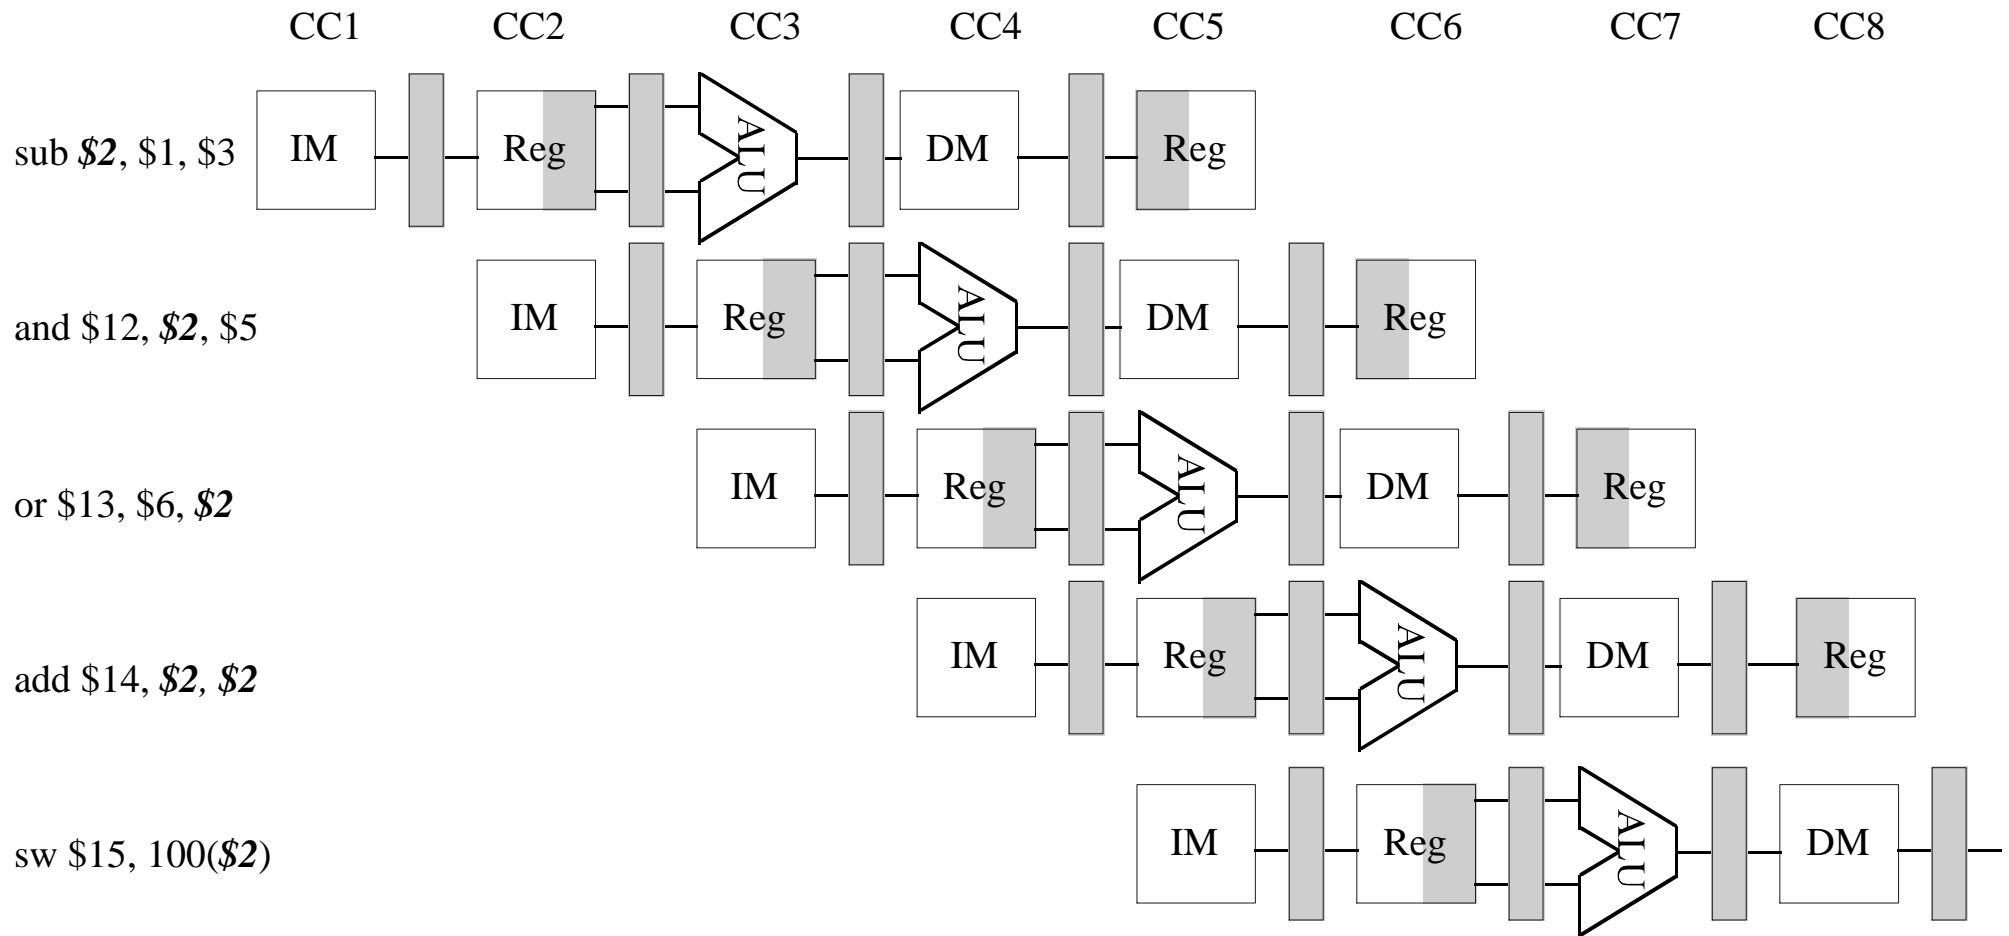 CC1 CC2 CC3 CC4 CC5 CC6 CC7 CC8
sub $2, $1, $3 IM Reg ALU DM Reg
and $12, $2, $5 IM Reg ALU DM Reg
or $13, $6, $2 IM Reg ALU DM Reg
add $14, $2, $2 IM Reg ALU DM Reg
sw $15, 100($2) IM Reg ALU DM